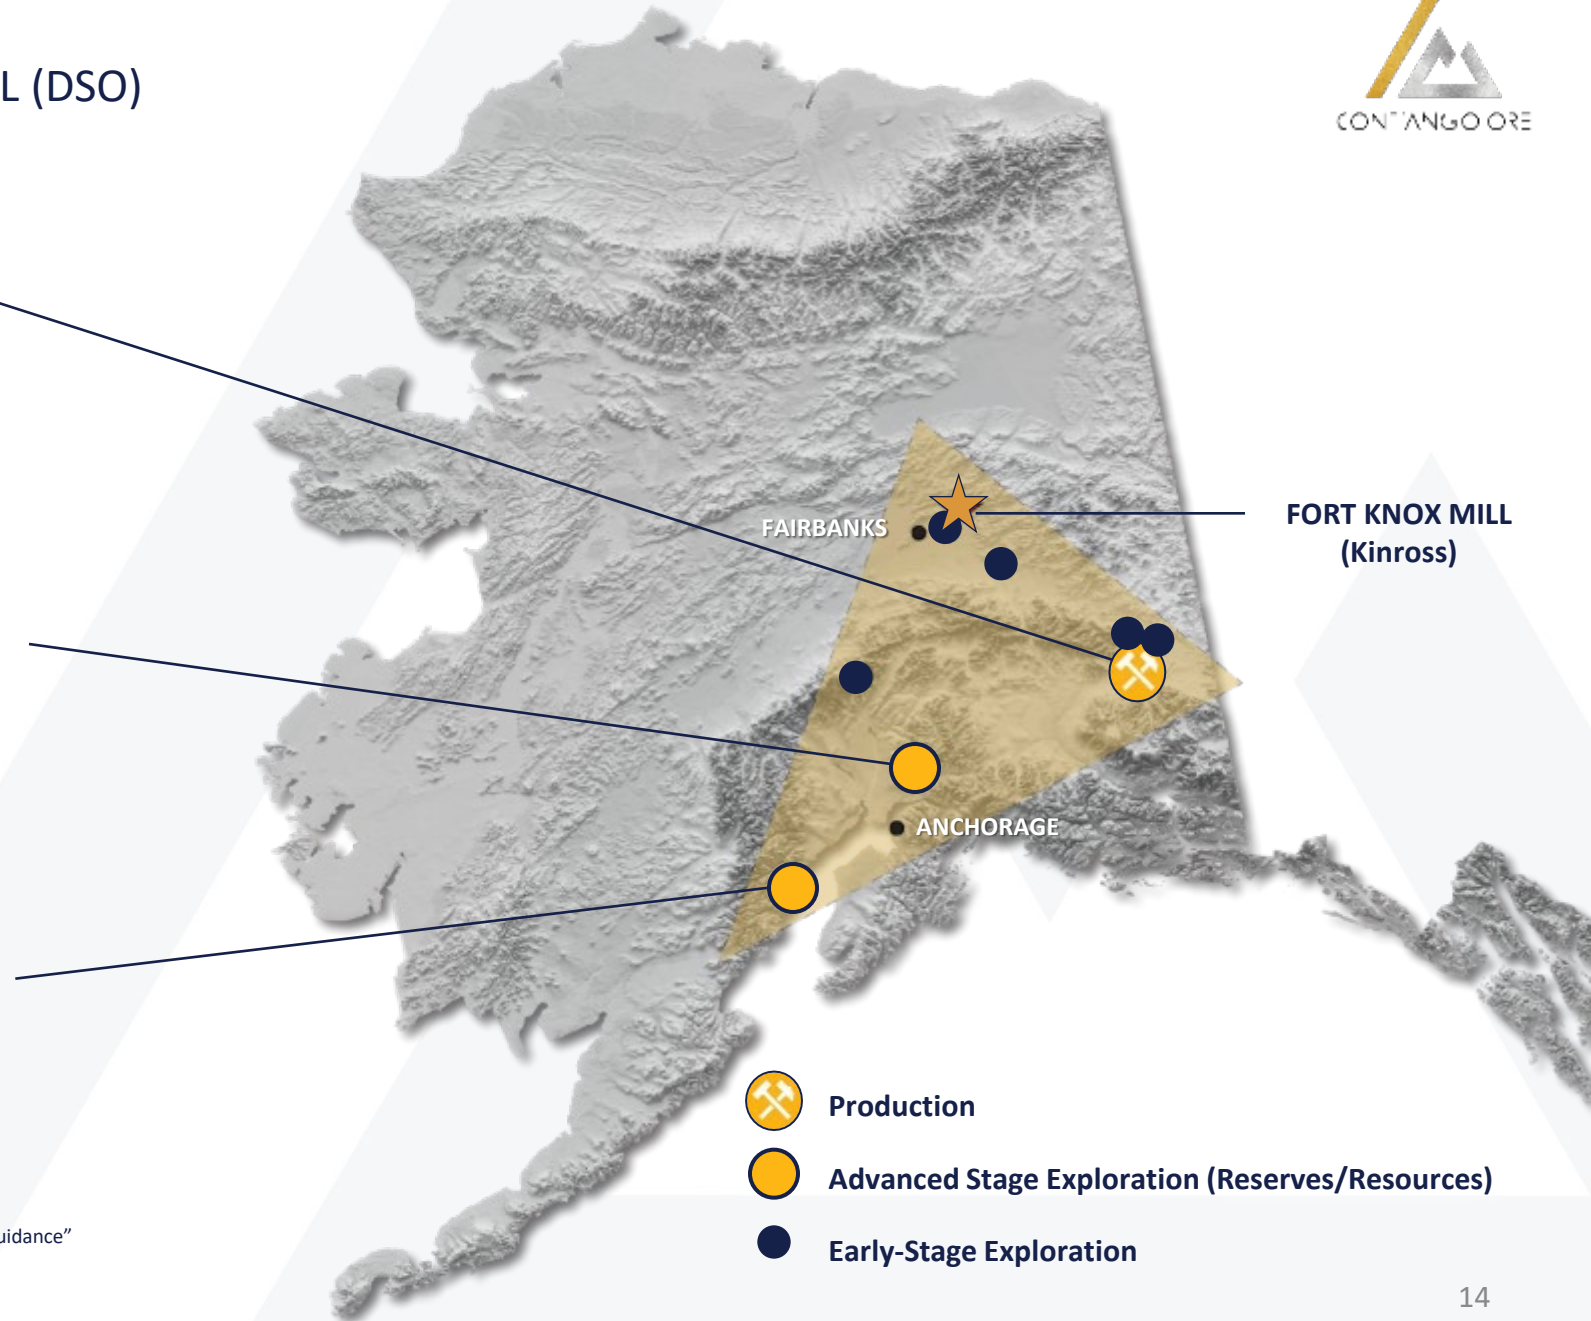 L (DSO)
CONTANGO ORE
FAIRBANKS
FORT KNOX MILL
(Kinross)
ANCHORAGE
Production
Advanced Stage Exploration (Reserves/Resources)
Early-Stage Exploration
uidance”
14